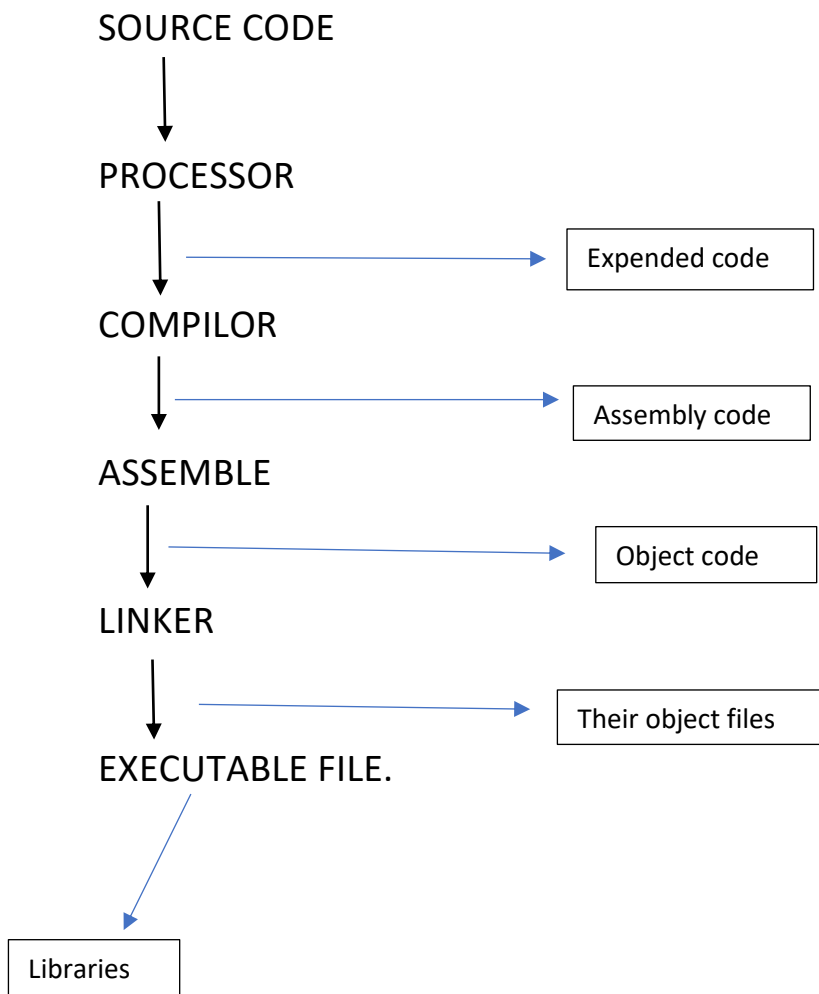 SOURCE CODE
PROCESSOR
Expended code
COMPILOR
Assembly code
ASSEMBLE
Object code
LINKER
Their object files
EXECUTABLE FILE.
Libraries